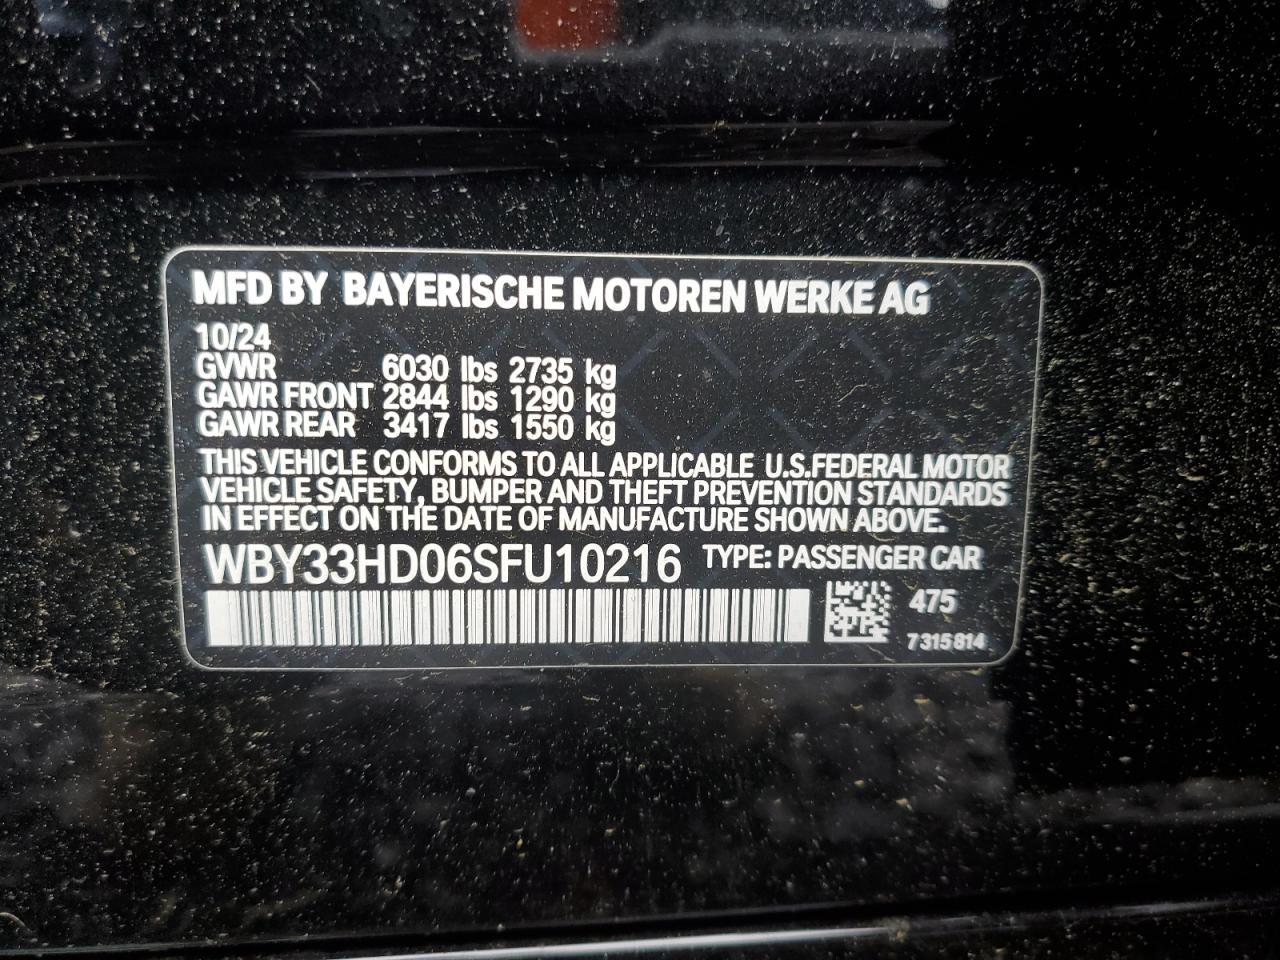 MFD BY BAYERISCHE MOTOREN WERKE AG
10/24
GVWR 6030 lbs 2735 kg
GAWR FRONT 2844 lbs 1290 kg
GAWR REAR 3417 lbs 1550 kg
THIS VEHICLE CONFORMS TO ALL APPLICABLE U.S.FEDERAL MOTOR
VEHICLE SAFETY, BUMPER AND THEFT PREVENTION STANDARDS
IN EFFECT ON THE DATE OF MANUFACTURE SHOWN ABOVE.
WBY33HD06SFU10216 TYPE: PASSENGER CAR
475
7315814